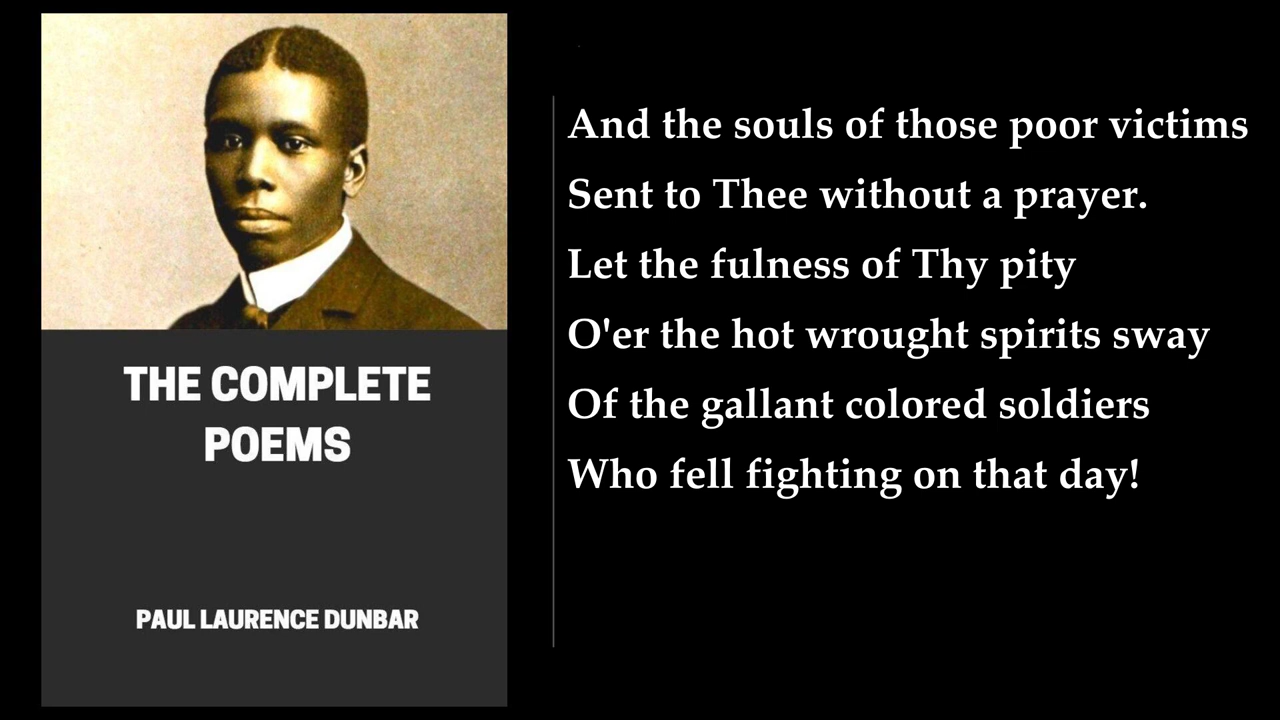 THE COMPLETE
POEMS
PAUL LAURENCE DUNBAR
And the souls of those poor victims
Sent to Thee without a prayer.
Let the fulness of Thy pity
O'er the hot wrought spirits sway
Of the gallant colored soldiers
Who fell fighting on that day!